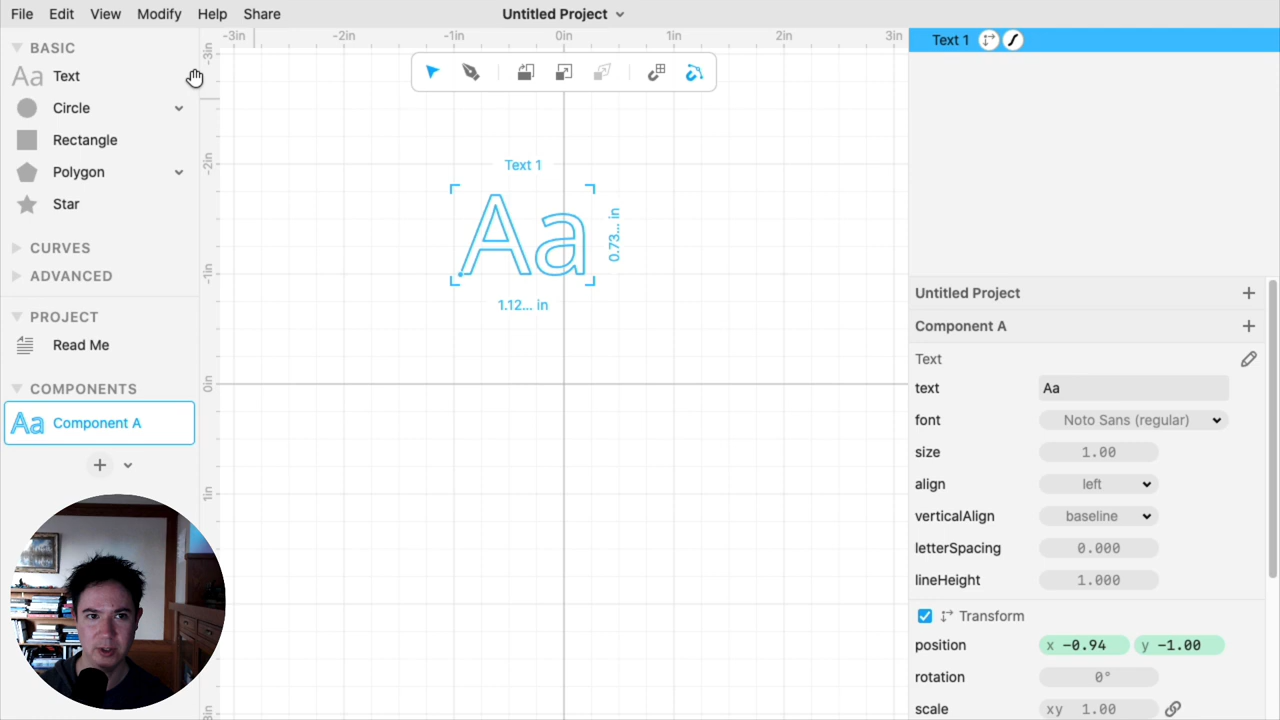 File Edit View Modify Help Share
Untitled Project
-3in -2in -1in 0in 1in 2in 3in
BASIC
Aa Text
Circle
Rectangle
Polygon
Star
CURVES
ADVANCED
PROJECT
Read Me
COMPONENTS
Aa Component A
-3in
-2in
-1in
0in
1in
2in
3in
Text 1
Aa
0.73... in
1.12... in
Text 1
Untitled Project
Component A
Text
text Aa
font Noto Sans (regular)
size 1.00
align left
verticalAlign baseline
letterSpacing 0.000
lineHeight 1.000
Transform
position x -0.94 y -1.00
rotation 0°
scale xy 1.00